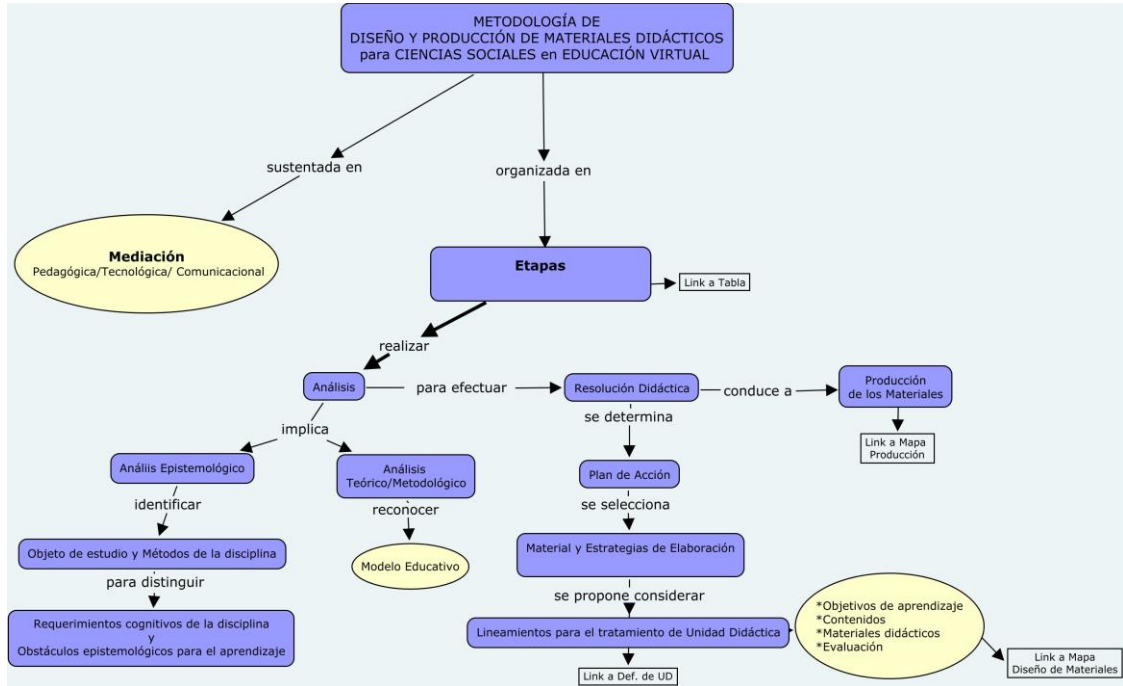 METODOLOGÍA DE
DISEÑO Y PRODUCCIÓN DE MATERIALES DIDÁCTICOS
para CIENCIAS SOCIALES en EDUCACIÓN VIRTUAL
sustentada en
organizada en
Mediación
Pedagógica/Tecnológica/ Comunicacional
Etapas
Link a Tabla
realizar
Análisis
para efectuar
Resolución Didáctica
conduce a
Producción
de los Materiales
Link a Mapa
Producción
implica
se determina
Análiis Epistemológico
Análisis
Teórico/Metodológico
Plan de Acción
identificar
reconocer
se selecciona
Objeto de estudio y Métodos de la disciplina
Modelo Educativo
Material y Estrategias de Elaboración
para distinguir
se propone considerar
Requerimientos cognitivos de la disciplina
y
Obstáculos epistemológicos para el aprendizaje
Lineamientos para el tratamiento de Unidad Didáctica
*Objetivos de aprendizaje
*Contenidos
*Materiales didácticos
*Evaluación
Link a Def. de UD
Link a Mapa
Diseño de Materiales